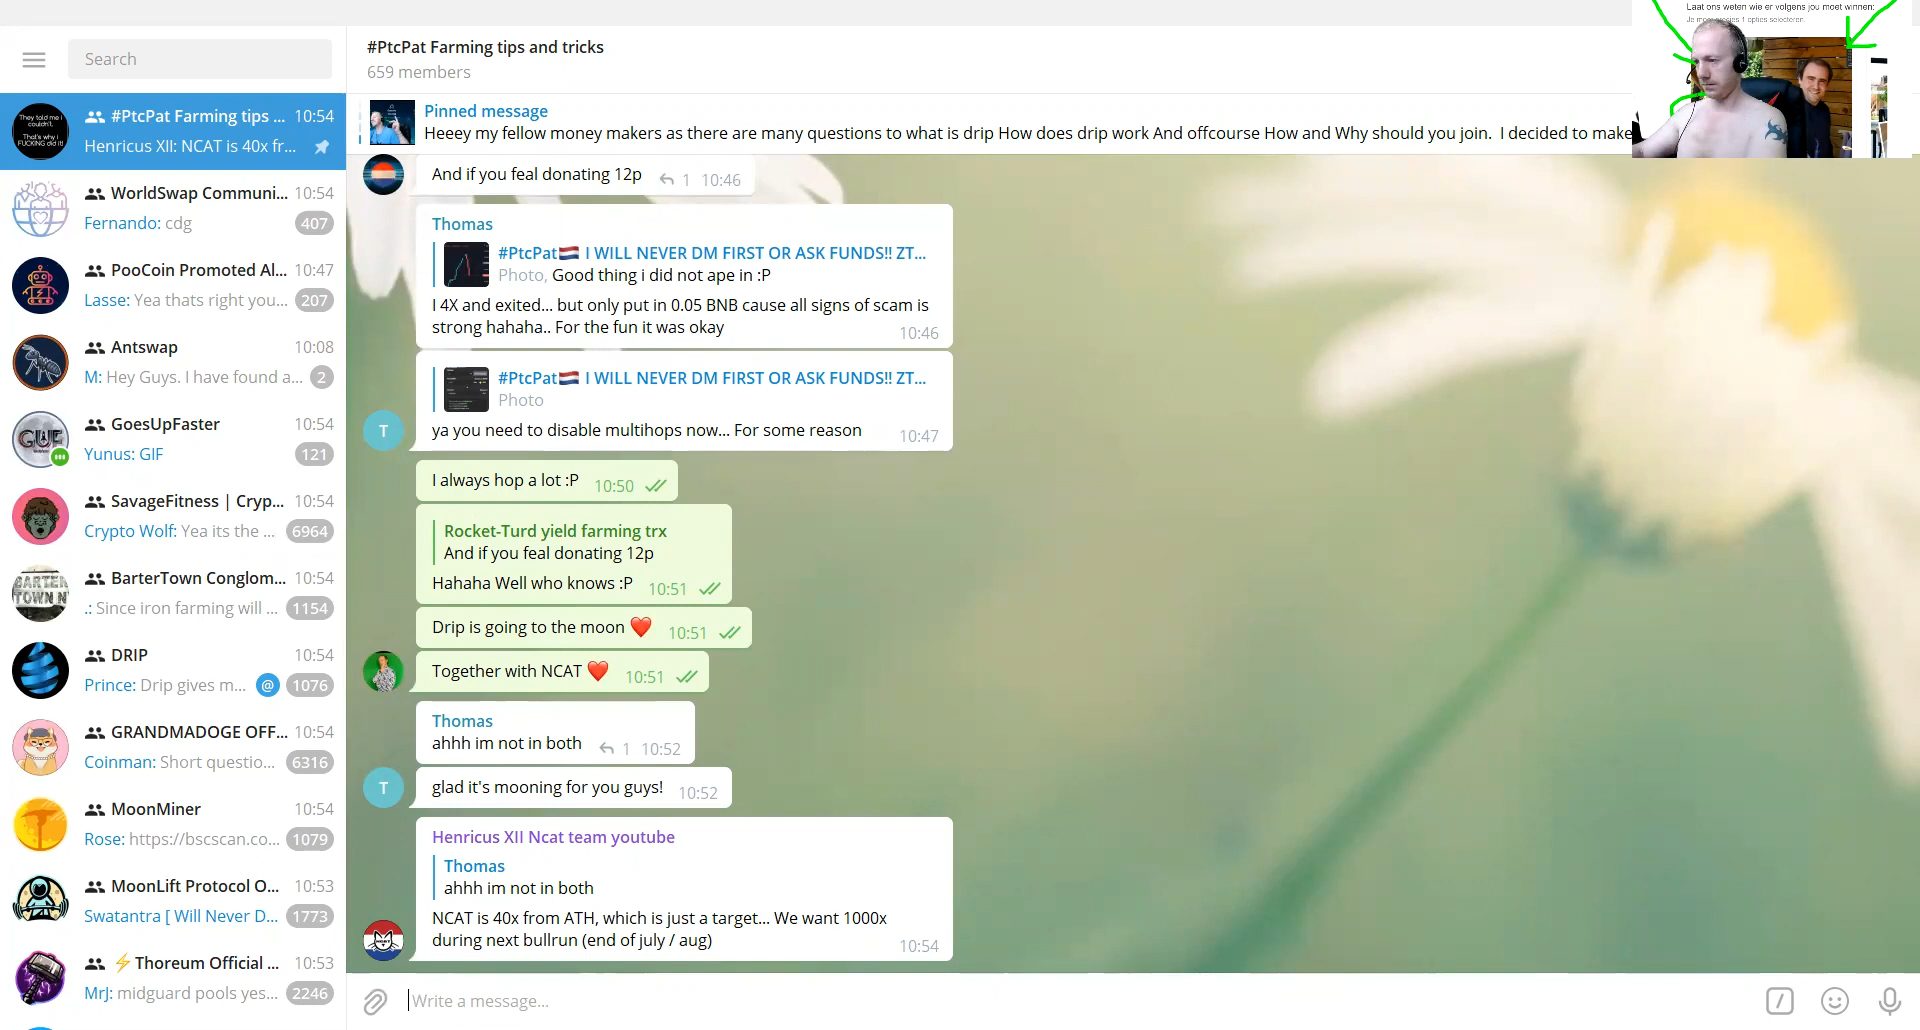 Search
#PtcPat Farming tips ... 10:54
Henricus XII: NCAT is 40x fr...
WorldSwap Communi... 10:54
Fernando: cdg 407
PooCoin Promoted Al... 10:47
Lasse: Yea thats right you... 207
Antswap 10:08
M: Hey Guys. I have found a... 2
GoesUpFaster 10:54
Yunus: GIF 121
SavageFitness | Cryp... 10:54
Crypto Wolf: Yea its the ... 6964
BarterTown Conglom... 10:54
.: Since iron farming will ... 1154
DRIP 10:54
Prince: Drip gives m... @ 1076
GRANDMADOGE OFF... 10:54
Coinman: Short questio... 6316
MoonMiner 10:54
Rose: https://bscscan.co... 1079
MoonLift Protocol O... 10:53
Swatantra [ Will Never D... 1773
⚡Thoreum Official ... 10:53
MrJ: midguard pools yes... 2246
They told me I
couldn't.
That's why I
FUCKING did it!
GUF
BARTER
TOWN
#PtcPat Farming tips and tricks
659 members
Pinned message
Heeey my fellow money makers as there are many questions to what is drip How does drip work And offcourse How and Why should you join. I decided to make
Laat ons weten wie er volgens jou moet winnen:
Je moet precies 1 opties selecteren.
And if you feal donating 12p 1 10:46
Thomas
#PtcPat🇳🇱 I WILL NEVER DM FIRST OR ASK FUNDS!! ZT...
Photo, Good thing i did not ape in :P
I 4X and exited... but only put in 0.05 BNB cause all signs of scam is
strong hahaha.. For the fun it was okay 10:46
#PtcPat🇳🇱 I WILL NEVER DM FIRST OR ASK FUNDS!! ZT...
Photo
T
ya you need to disable multihops now... For some reason 10:47
I always hop a lot :P 10:50
Rocket-Turd yield farming trx
And if you feal donating 12p
Hahaha Well who knows :P 10:51
Drip is going to the moon ❤️ 10:51
Together with NCAT ❤️ 10:51
Thomas
ahhh im not in both 1 10:52
T
glad it's mooning for you guys! 10:52
Henricus XII Ncat team youtube
Thomas
ahhh im not in both
NCAT is 40x from ATH, which is just a target... We want 1000x
during next bullrun (end of july / aug) 10:54
Write a message...